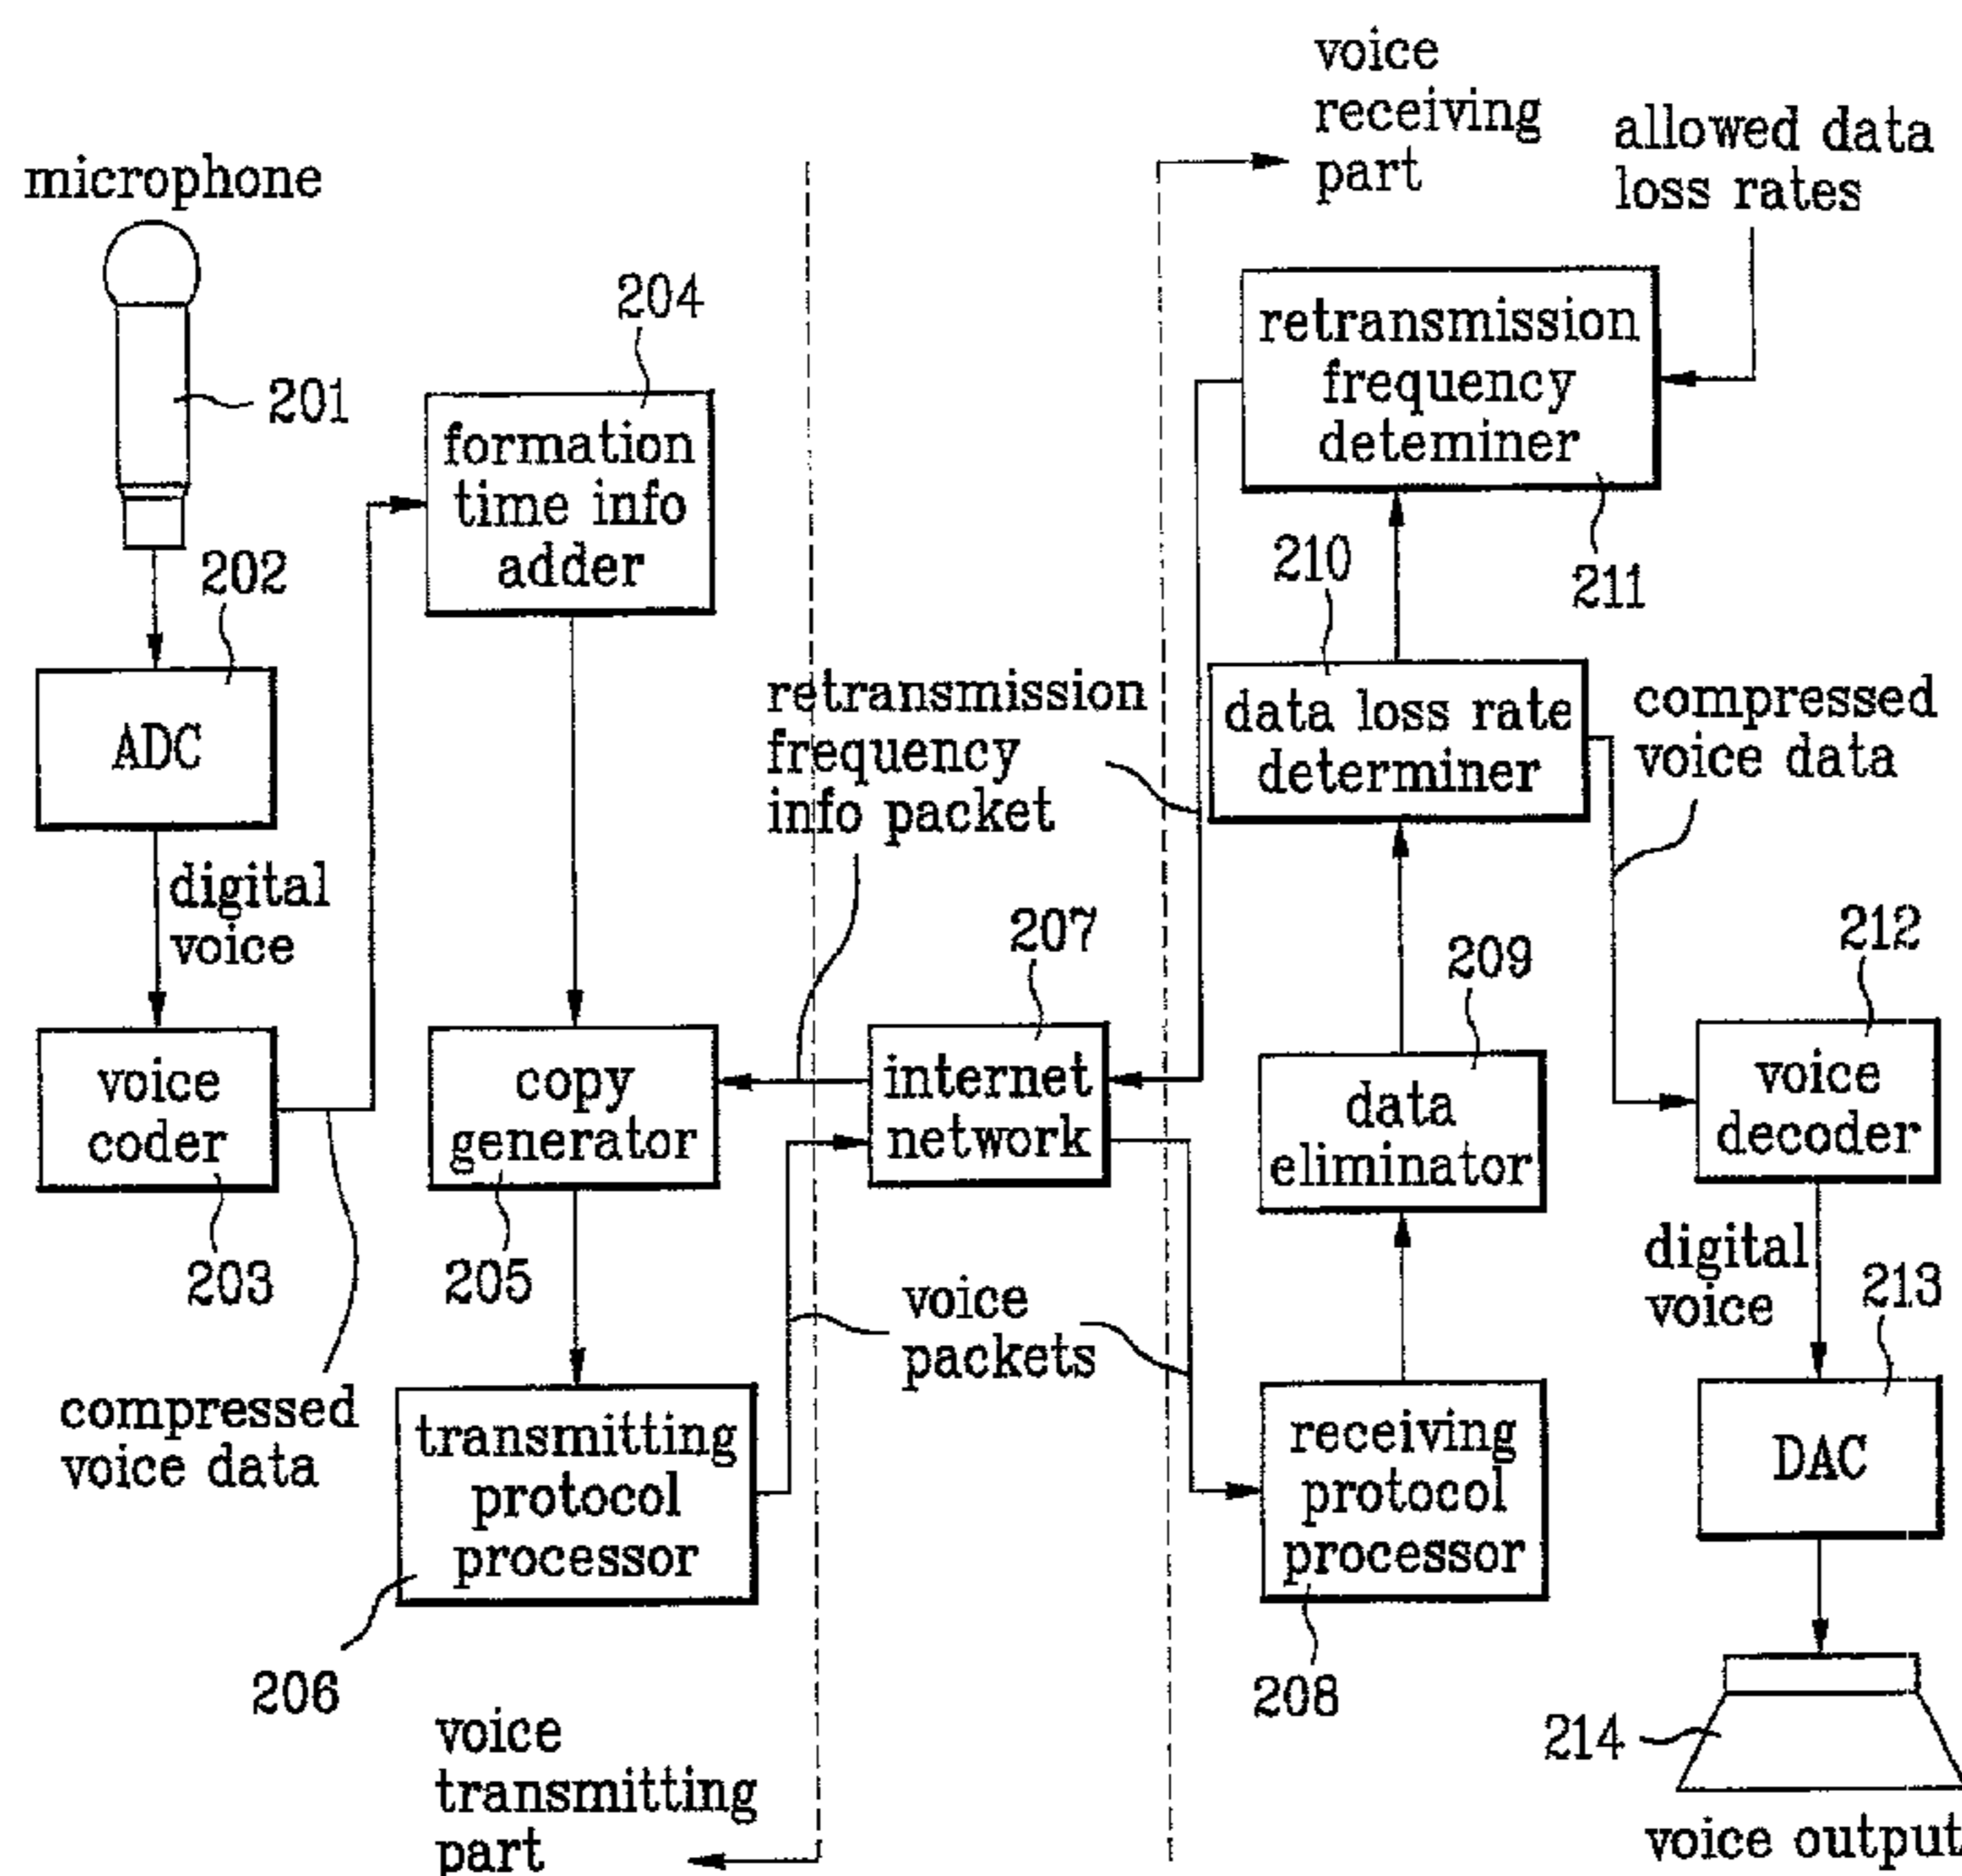 microphone
201
202
ADC
digital
voice
voice
coder
203
compressed
voice data
204
formation
time info
adder
copy
generator
205
transmitting
protocol
processor
206
voice
transmitting
part
retransmission
frequency
info packet
207
internet
network
voice
packets
voice
receiving
part
allowed data
loss rates
retransmission
frequency
deteminer
211
210
data loss rate
determiner
compressed
voice data
209
data
eliminator
receiving
protocol
processor
208
212
voice
decoder
digital
voice
213
DAC
214
voice output